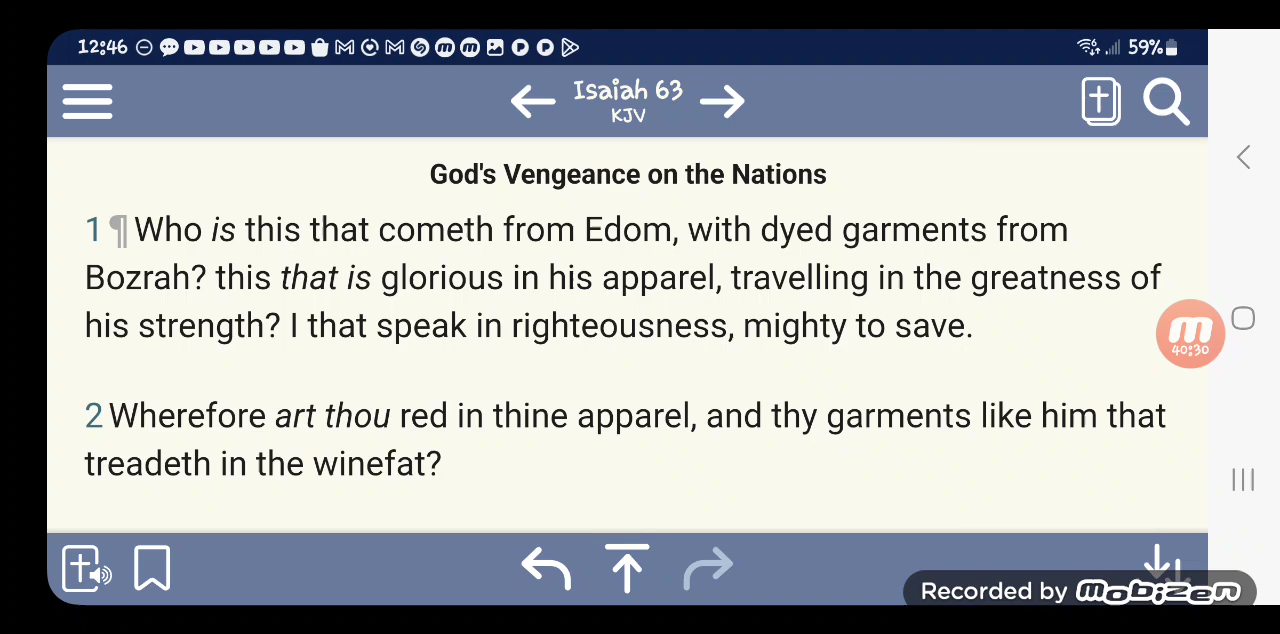 12:46 59%
Isaiah 63
KJV
God's Vengeance on the Nations
1 ¶ Who is this that cometh from Edom, with dyed garments from
Bozrah? this that is glorious in his apparel, travelling in the greatness of
his strength? I that speak in righteousness, mighty to save.
40:30
2 Wherefore art thou red in thine apparel, and thy garments like him that
treadeth in the winefat?
Recorded by mobizen